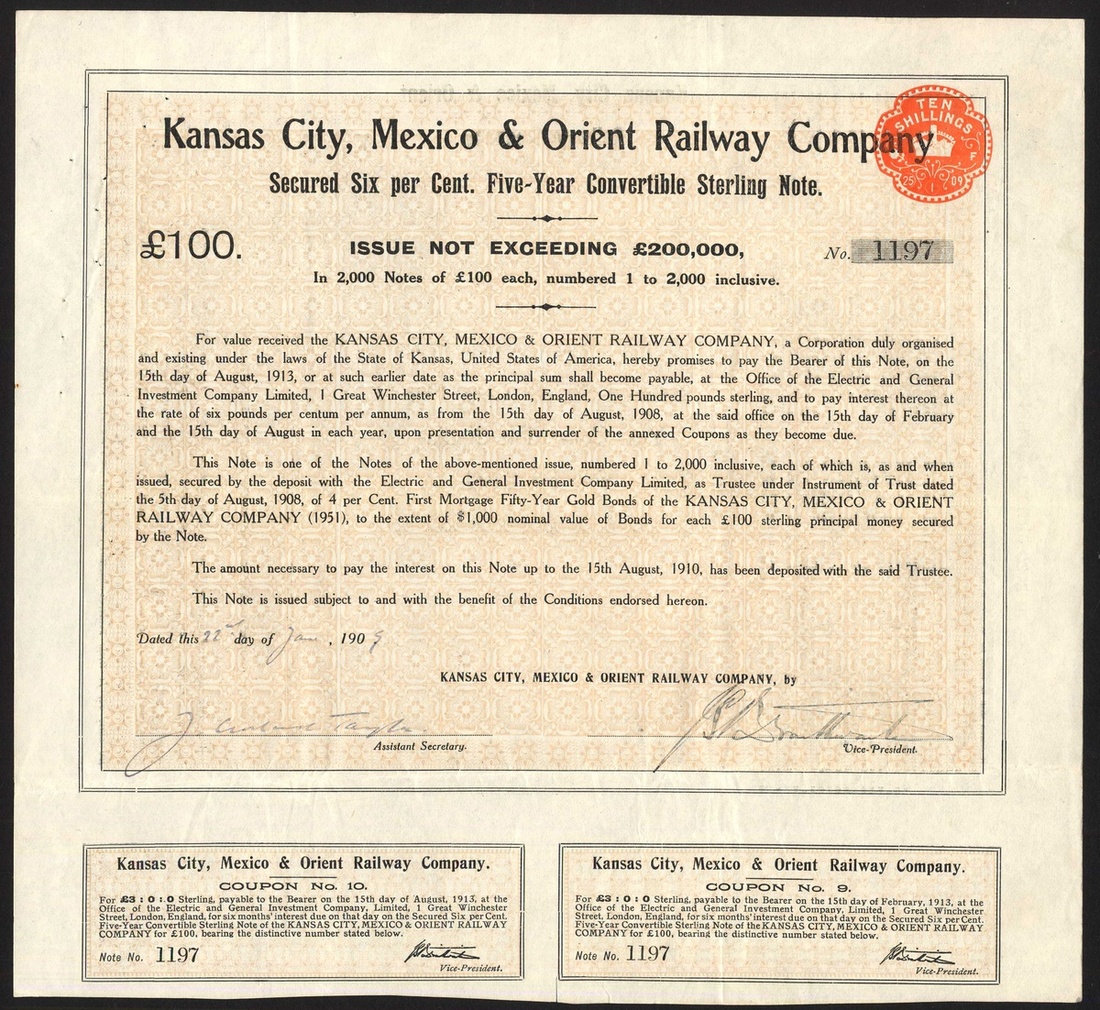 TEN
SHILLINGS
F
25 1 09
Kansas City, Mexico & Orient Railway Company
Secured Six per Cent. Five-Year Convertible Sterling Note.
£100.
ISSUE NOT EXCEEDING £200,000,
No. 1197
In 2,000 Notes of £100 each, numbered 1 to 2,000 inclusive.
For value received the KANSAS CITY, MEXICO & ORIENT RAILWAY COMPANY, a Corporation duly organised
and existing under the laws of the State of Kansas, United States of America, hereby promises to pay the Bearer of this Note, on the
15th day of August, 1913, or at such earlier date as the principal sum shall become payable, at the Office of the Electric and General
Investment Company Limited, 1 Great Winchester Street, London, England, One Hundred pounds sterling, and to pay interest thereon at
the rate of six pounds per centum per annum, as from the 15th day of August, 1908, at the said office on the 15th day of February
and the 15th day of August in each year, upon presentation and surrender of the annexed Coupons as they become due.
This Note is one of the Notes of the above-mentioned issue, numbered 1 to 2,000 inclusive, each of which is, as and when
issued, secured by the deposit with the Electric and General Investment Company Limited, as Trustee under Instrument of Trust dated
the 5th day of August, 1908, of 4 per Cent. First Mortgage Fifty-Year Gold Bonds of the KANSAS CITY, MEXICO & ORIENT
RAILWAY COMPANY (1951), to the extent of $1,000 nominal value of Bonds for each £100 sterling principal money secured
by the Note.
The amount necessary to pay the interest on this Note up to the 15th August, 1910, has been deposited with the said Trustee.
This Note is issued subject to and with the benefit of the Conditions endorsed hereon.
Dated this 22nd day of Jany, 1909
KANSAS CITY, MEXICO & ORIENT RAILWAY COMPANY, by
Assistant Secretary.
Vice-President.
Kansas City, Mexico & Orient Railway Company.
COUPON No. 10.
For £3 : 0 : 0 Sterling, payable to the Bearer on the 15th day of August, 1913, at the
Office of the Electric and General Investment Company, Limited, 1 Great Winchester
Street, London, England, for six months' interest due on that day on the Secured Six per Cent.
Five-Year Convertible Sterling Note of the KANSAS CITY, MEXICO & ORIENT RAILWAY
COMPANY for £100, bearing the distinctive number stated below.
Note No. 1197
Vice-President.
Kansas City, Mexico & Orient Railway Company.
COUPON No. 9.
For £3 : 0 : 0 Sterling, payable to the Bearer on the 15th day of February, 1913, at the
Office of the Electric and General Investment Company, Limited, 1 Great Winchester
Street, London, England, for six months' interest due on that day on the Secured Six per Cent.
Five-Year Convertible Sterling Note of the KANSAS CITY, MEXICO & ORIENT RAILWAY
COMPANY for £100, bearing the distinctive number stated below.
Note No. 1197
Vice-President.